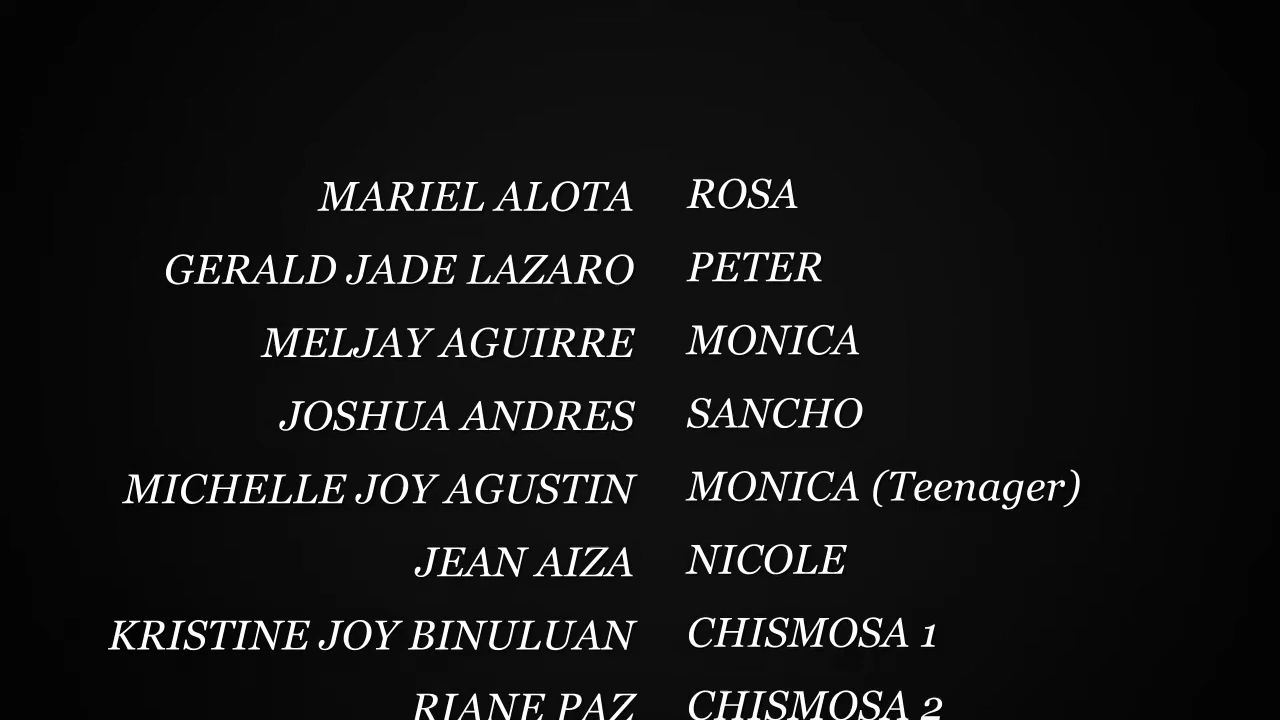 MARIEL ALOTA ROSA
GERALD JADE LAZARO PETER
MELJAY AGUIRRE MONICA
JOSHUA ANDRES SANCHO
MICHELLE JOY AGUSTIN MONICA (Teenager)
JEAN AIZA NICOLE
KRISTINE JOY BINULUAN CHISMOSA 1
RIANE PAZ CHISMOSA 2